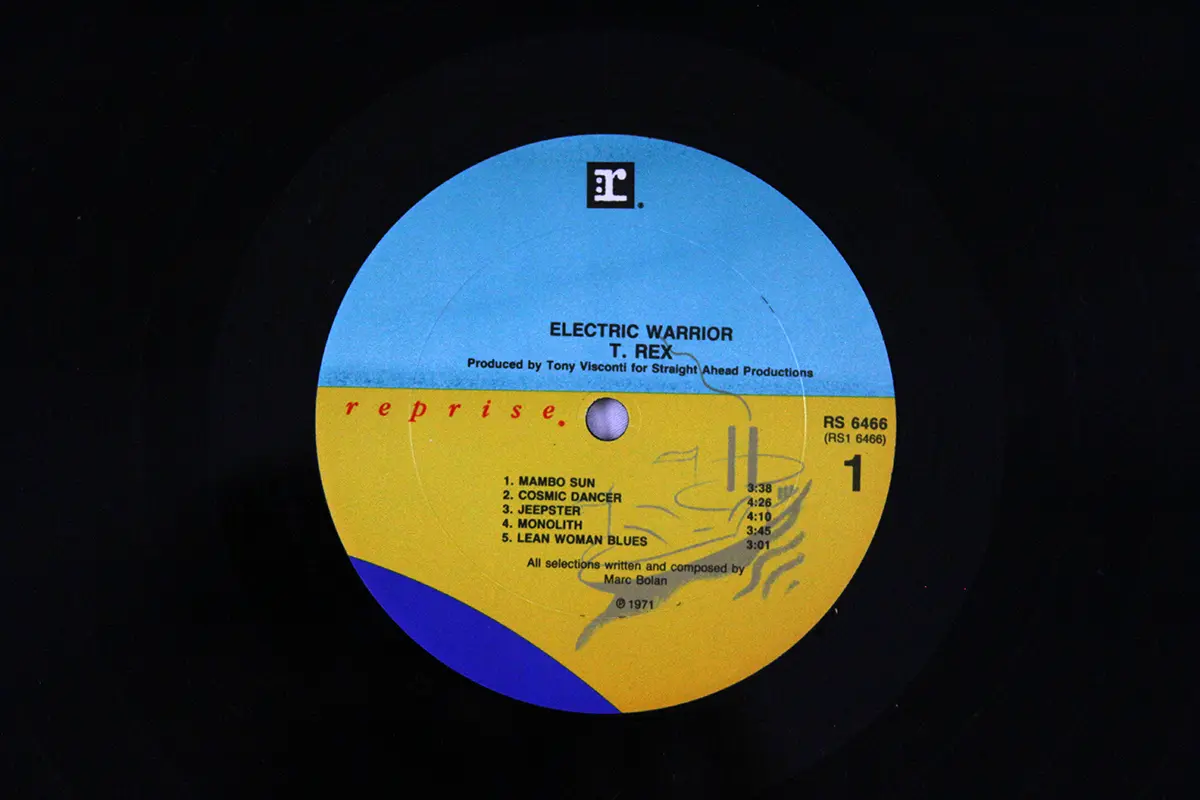 r.
ELECTRIC WARRIOR
T. REX
Produced by Tony Visconti for Straight Ahead Productions
reprise.
RS 6466
(RS1 6466)
1
1. MAMBO SUN 3:38
2. COSMIC DANCER 4:26
3. JEEPSTER 4:10
4. MONOLITH 3:45
5. LEAN WOMAN BLUES 3:01
All selections written and composed by
Marc Bolan
℗ 1971